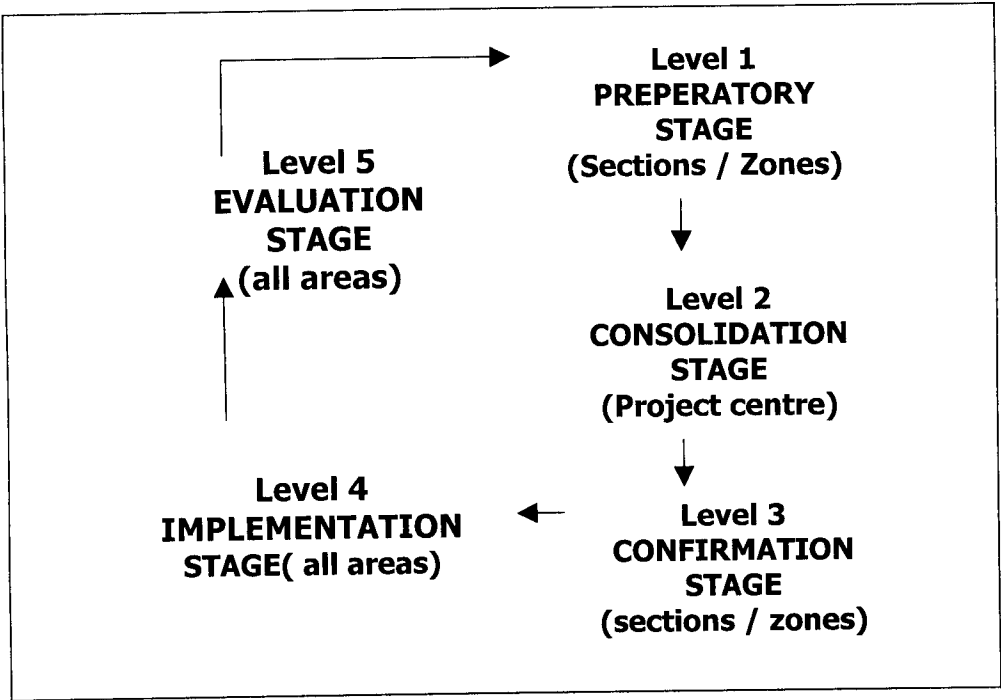 Level 1
PREPERATORY
STAGE
(Sections / Zones)
Level 2
CONSOLIDATION
STAGE
(Project centre)
Level 3
CONFIRMATION
STAGE
(sections / zones)
Level 4
IMPLEMENTATION
STAGE( all areas)
Level 5
EVALUATION
STAGE
(all areas)